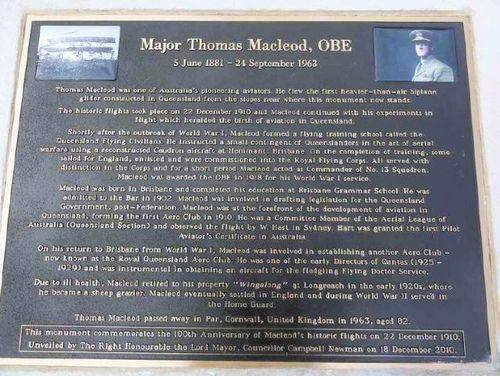 Major Thomas Macleod, OBE
5 June 1881 - 24 September 1963
Thomas Macleod was one of Australia's pioneering aviators. He flew the first heavier-than-air biplane
glider constructed in Queensland from the slopes near where this monument now stands.
The historic flights took place on 22 December 1910 and Macleod continued with his experiments in
flight which heralded the birth of aviation in Queensland.
Shortly after the outbreak of World War I, Macleod formed a flying training school called the
Queensland Flying Civilians. He instructed a small contingent of Queenslanders in the art of aerial
warfare using a reconstructed Caudron aircraft at Hemmant, Brisbane. On the completion of training, some
sailed for England, enlisted and were commissioned into the Royal Flying Corps. All served with
distinction in the Corps and for a short period Macleod acted as Commander of No. 13 Squadron.
Macleod was awarded the OBE in 1918 for his World War I service.
Macleod was born in Brisbane and completed his education at Brisbane Grammar School. He was
admitted to the Bar in 1902. Macleod was involved in drafting legislation for the Queensland
Government, post-Federation. Macleod was at the forefront of the development of aviation in
Queensland, forming the first Aero Club in 1910. He was a Committee Member of the Aerial League of
Australia (Queensland Section) and observed the flight by W. Hart in Sydney. Hart was granted the first Pilot
Aviator's Certificate in Australia.
On his return to Brisbane from World War I, Macleod was involved in establishing another Aero Club -
now known as the Royal Queensland Aero Club. He was one of the early Directors of Qantas (1925 -
1929) and was instrumental in obtaining an aircraft for the fledgling Flying Doctor Service.
Due to ill health, Macleod retired to his property "Wingalong" at Longreach in the early 1920s, where
he became a sheep grazier. Macleod eventually settled in England and during World War II served in
the Home Guard.
Thomas Macleod passed away in Par, Cornwall, United Kingdom in 1963, aged 82.
This monument commemorates the 100th Anniversary of Macleod's historic flights on 22 December 1910.
Unveiled by The Right Honourable the Lord Mayor, Councillor Campbell Newman on 18 December 2010.